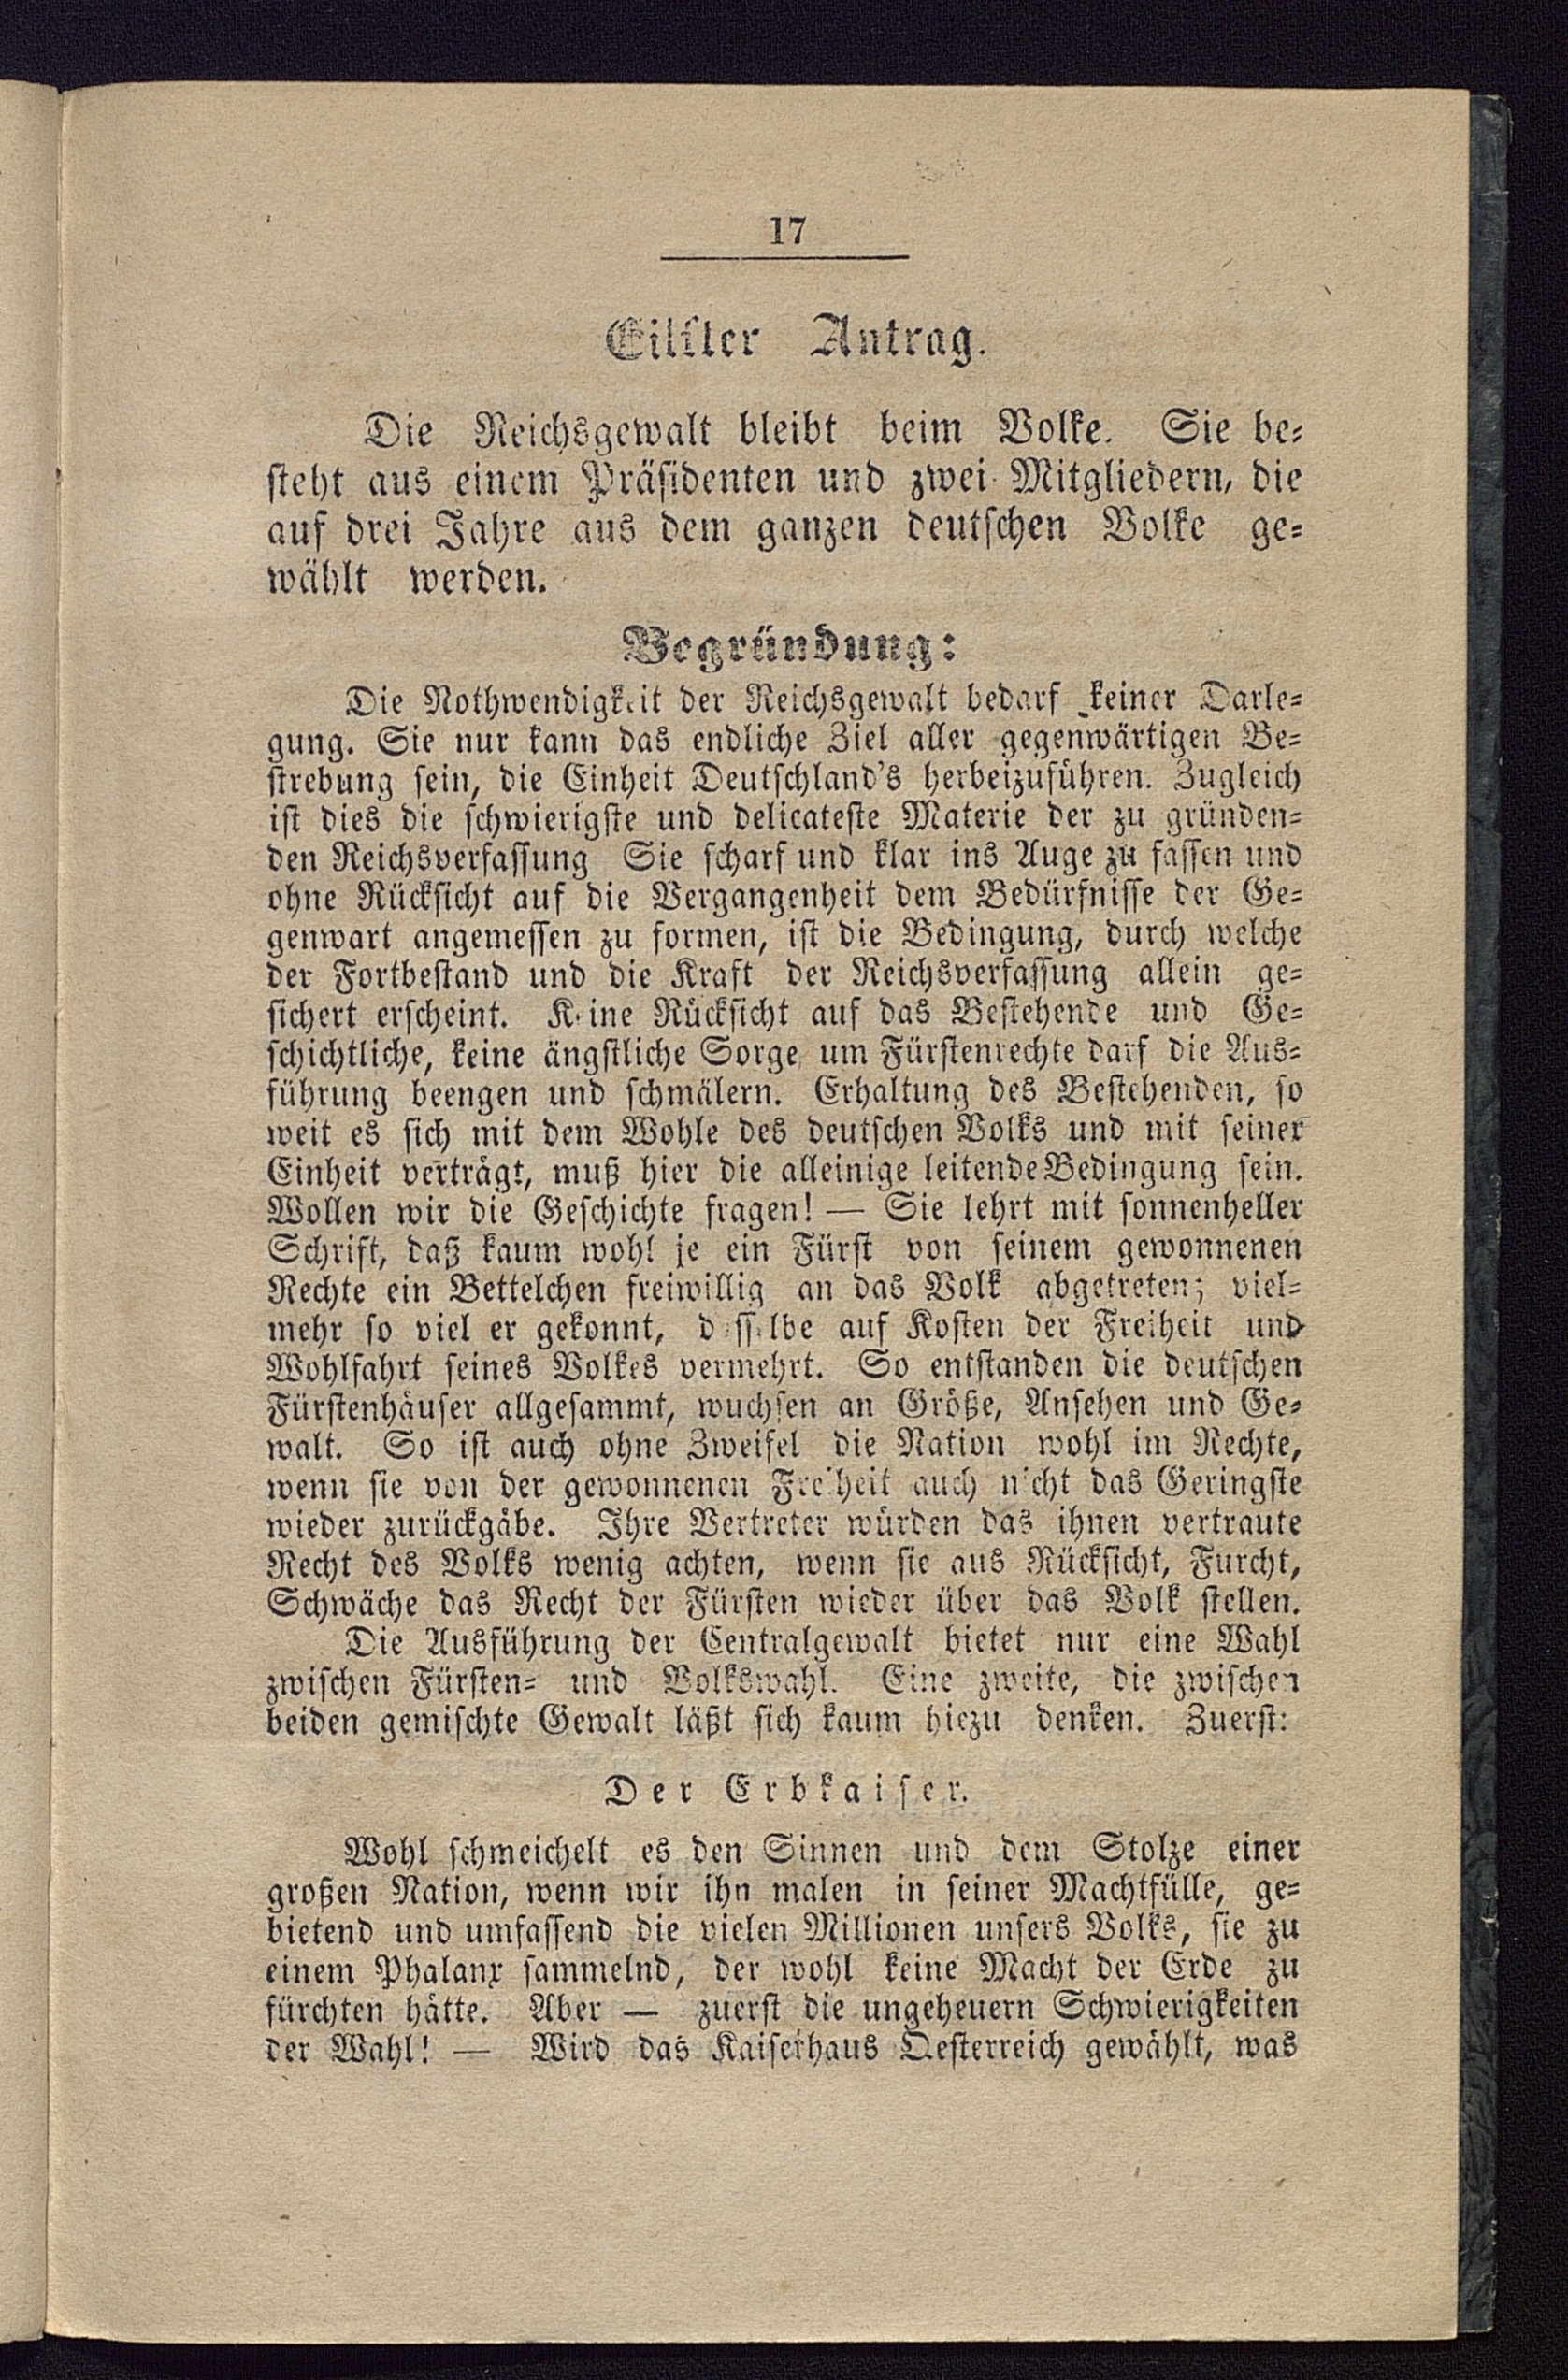 17
Eilfter Antrag.
Die Reichsgewalt bleibt beim Volke. Sie be-
steht aus einem Präsidenten und zwei Mitgliedern, die
auf drei Jahre aus dem ganzen deutschen Volke ge-
wählt werden.
Begründung:
Die Nothwendigkeit der Reichsgewalt bedarf keiner Darle-
gung. Sie nur kann das endliche Ziel aller gegenwärtigen Be-
strebung sein, die Einheit Deutschland's herbeizuführen. Zugleich
ist dies die schwierigste und delicateste Materie der zu gründen-
den Reichsverfassung Sie scharf und klar ins Auge zu fassen und
ohne Rücksicht auf die Vergangenheit dem Bedürfnisse der Ge-
genwart angemessen zu formen, ist die Bedingung, durch welche
der Fortbestand und die Kraft der Reichsverfassung allein ge-
sichert erscheint. Keine Rücksicht auf das Bestehende und Ge-
schichtliche, keine ängstliche Sorge um Fürstenrechte darf die Aus-
führung beengen und schmälern. Erhaltung des Bestehenden, so
weit es sich mit dem Wohle des deutschen Volks und mit seiner
Einheit verträgt, muß hier die alleinige leitende Bedingung sein.
Wollen wir die Geschichte fragen! — Sie lehrt mit sonnenheller
Schrift, daß kaum wohl je ein Fürst von seinem gewonnenen
Rechte ein Bettelchen freiwillig an das Volk abgetreten; viel-
mehr so viel er gekonnt, dasselbe auf Kosten der Freiheit und
Wohlfahrt seines Volkes vermehrt. So entstanden die deutschen
Fürstenhäuser allgesammt, wuchsen an Größe, Ansehen und Ge-
walt. So ist auch ohne Zweifel die Nation wohl im Rechte,
wenn sie von der gewonnenen Freiheit auch nicht das Geringste
wieder zurückgäbe. Ihre Vertreter würden das ihnen vertraute
Recht des Volks wenig achten, wenn sie aus Rücksicht, Furcht,
Schwäche das Recht der Fürsten wieder über das Volk stellen.
Die Ausführung der Centralgewalt bietet nur eine Wahl
zwischen Fürsten- und Volkswahl. Eine zweite, die zwischen
beiden gemischte Gewalt läßt sich kaum hiezu denken. Zuerst:
Der Erbkaiser.
Wohl schmeichelt es den Sinnen und dem Stolze einer
großen Nation, wenn wir ihn malen in seiner Machtfülle, ge-
bietend und umfassend die vielen Millionen unsers Volks, sie zu
einem Phalanx sammelnd, der wohl keine Macht der Erde zu
fürchten hätte. Aber — zuerst die ungeheuern Schwierigkeiten
der Wahl! — Wird das Kaiserhaus Oesterreich gewählt, was